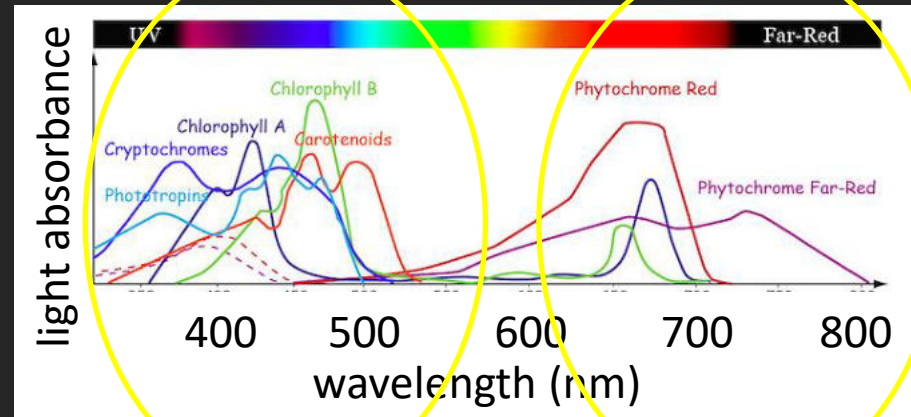 UV
Far-Red
Chlorophyll B
Phytochrome Red
Chlorophyll A
Carotenoids
Cryptochromes
Phytochrome Far-Red
Phototropins
light absorbance
400 500 600 700 800
wavelength (nm)